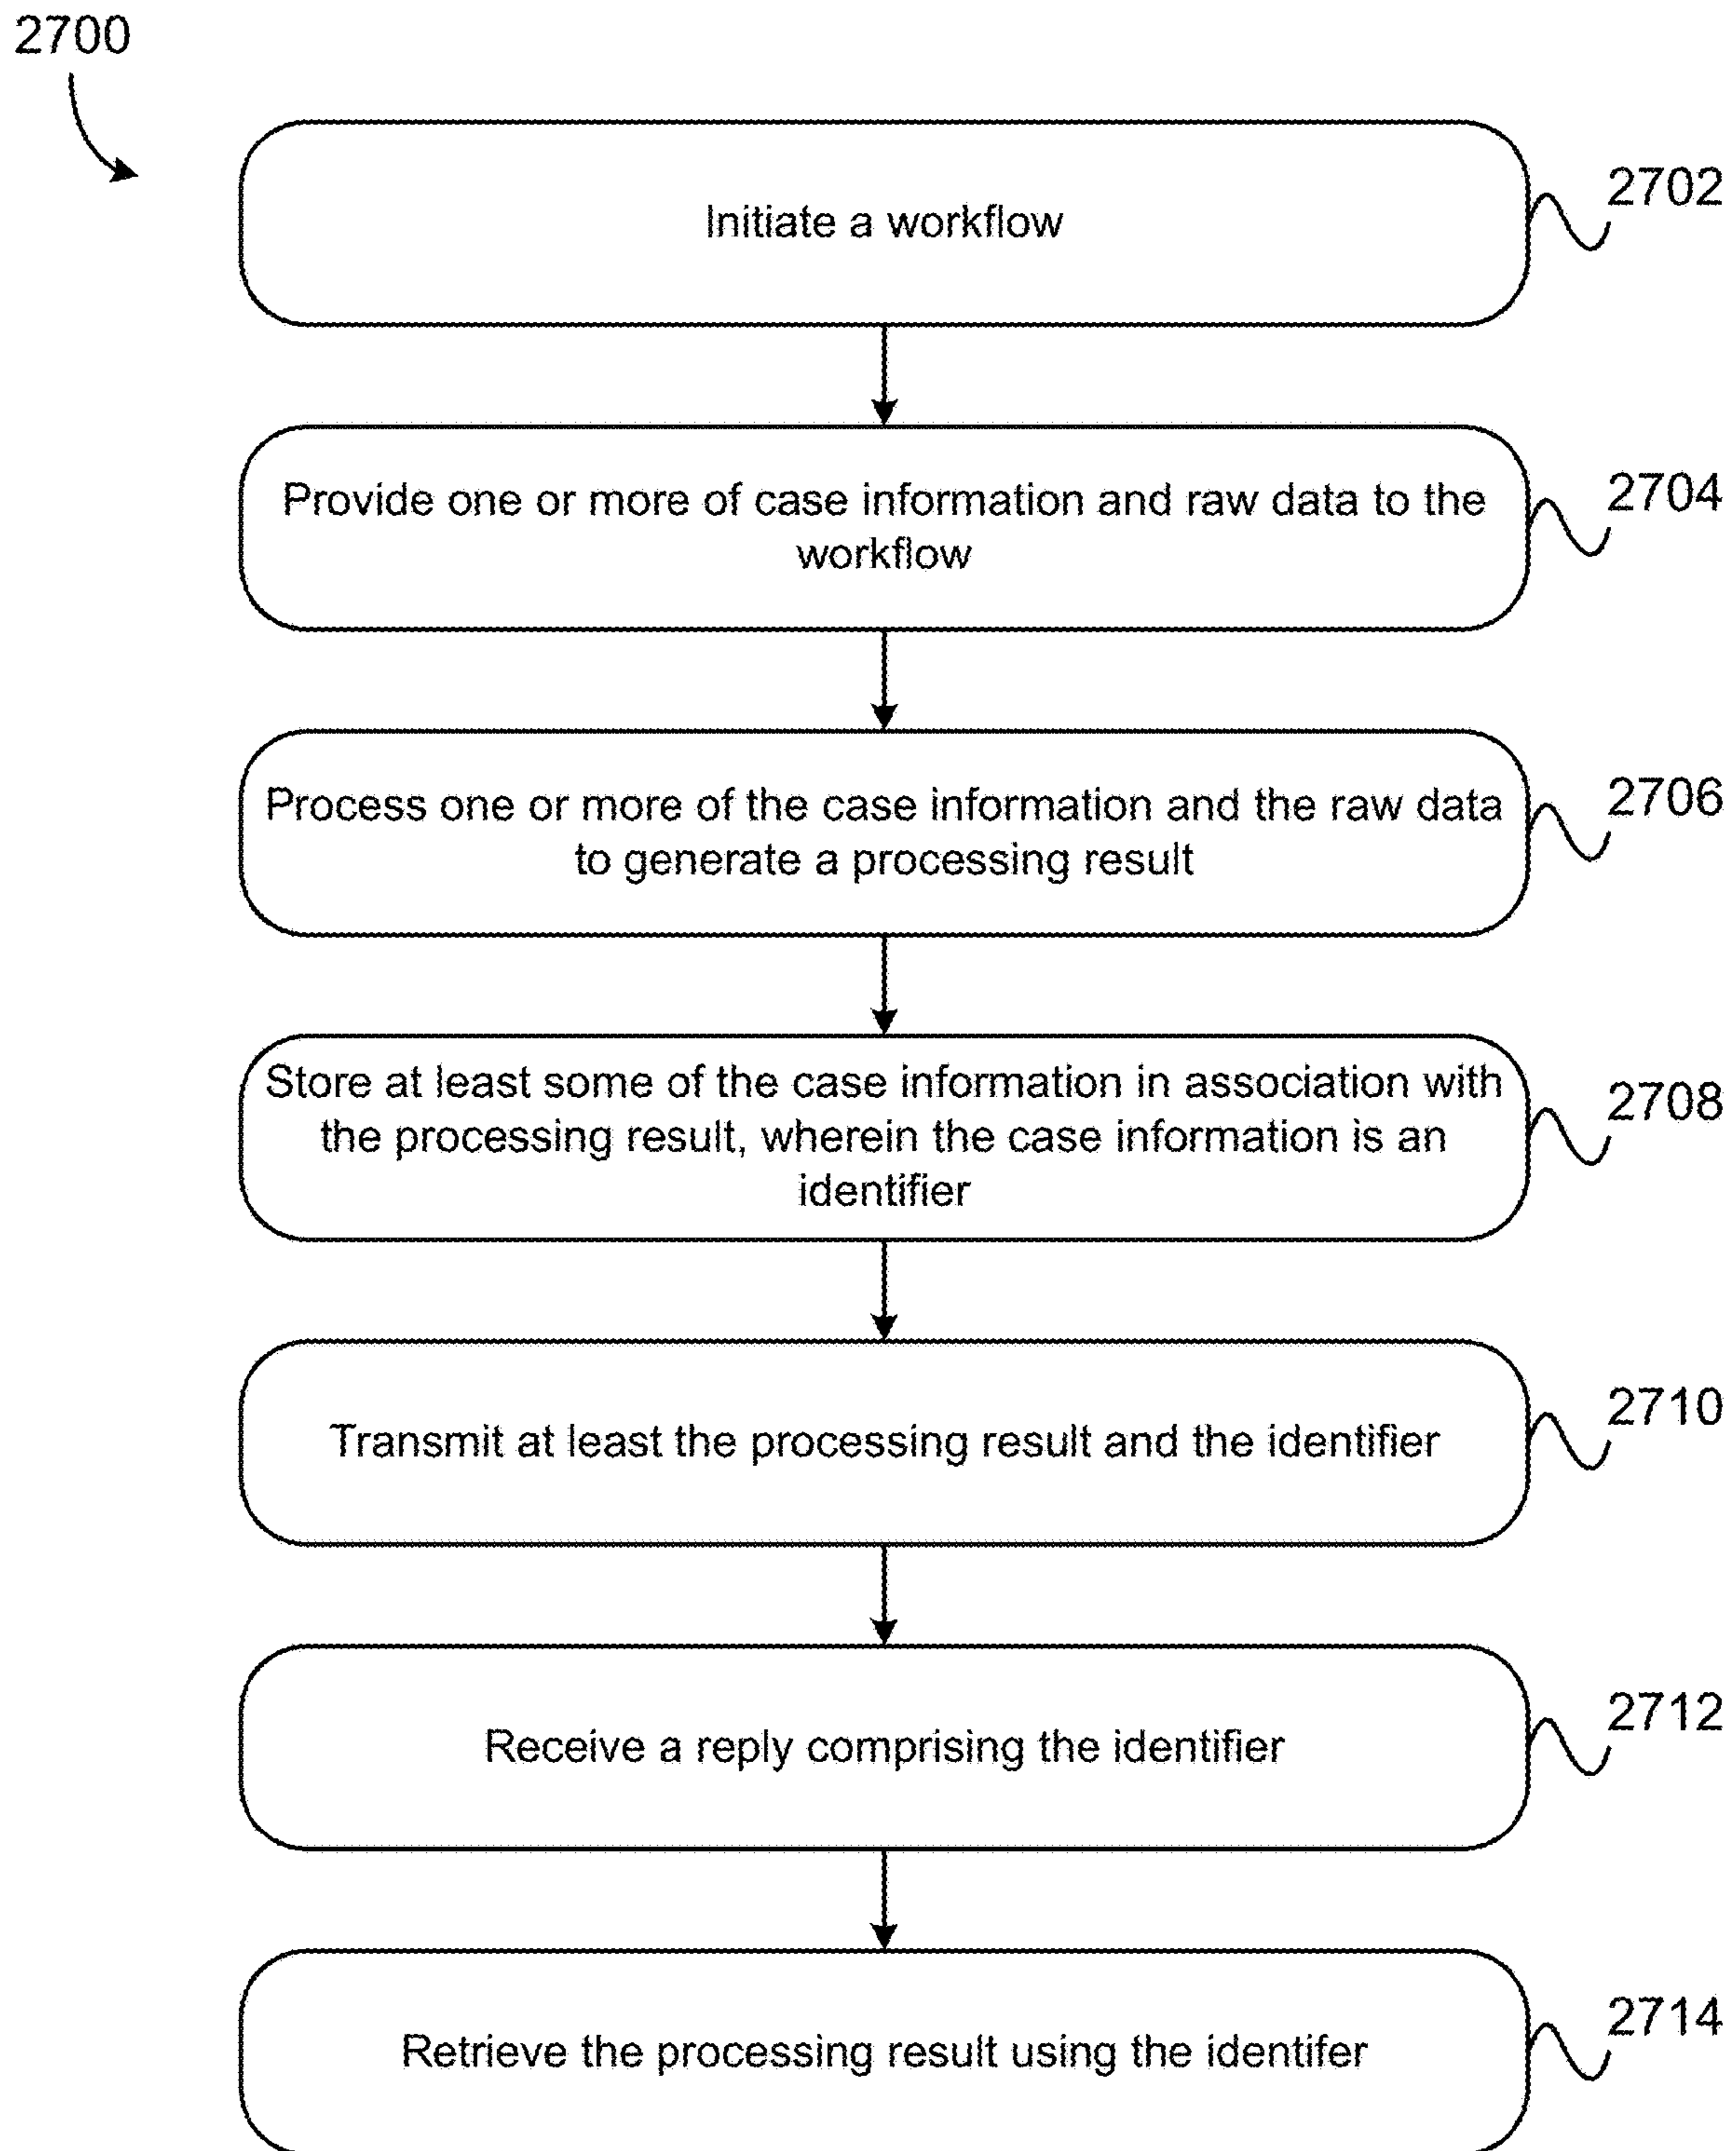 2700
Initiate a workflow
2702
Provide one or more of case information and raw data to the
workflow
2704
Process one or more of the case information and the raw data
to generate a processing result
2706
Store at least some of the case information in association with
the processing result, wherein the case information is an
identifier
2708
Transmit at least the processing result and the identifier
2710
Receive a reply comprising the identifier
2712
Retrieve the processing result using the identifer
2714